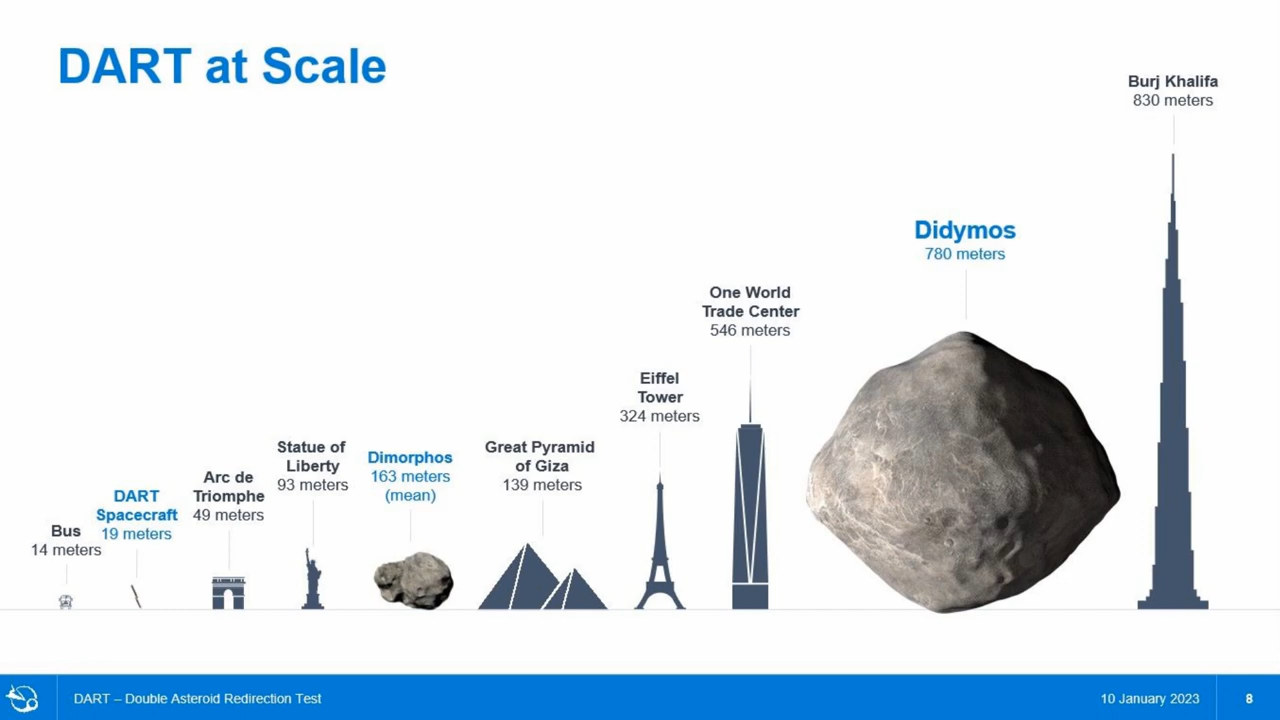 DART at Scale
Bus
14 meters
DART
Spacecraft
19 meters
Arc de
Triomphe
49 meters
Statue of
Liberty
93 meters
Dimorphos
163 meters
(mean)
Great Pyramid
of Giza
139 meters
Eiffel
Tower
324 meters
One World
Trade Center
546 meters
Didymos
780 meters
Burj Khalifa
830 meters
DART – Double Asteroid Redirection Test
10 January 2023
8